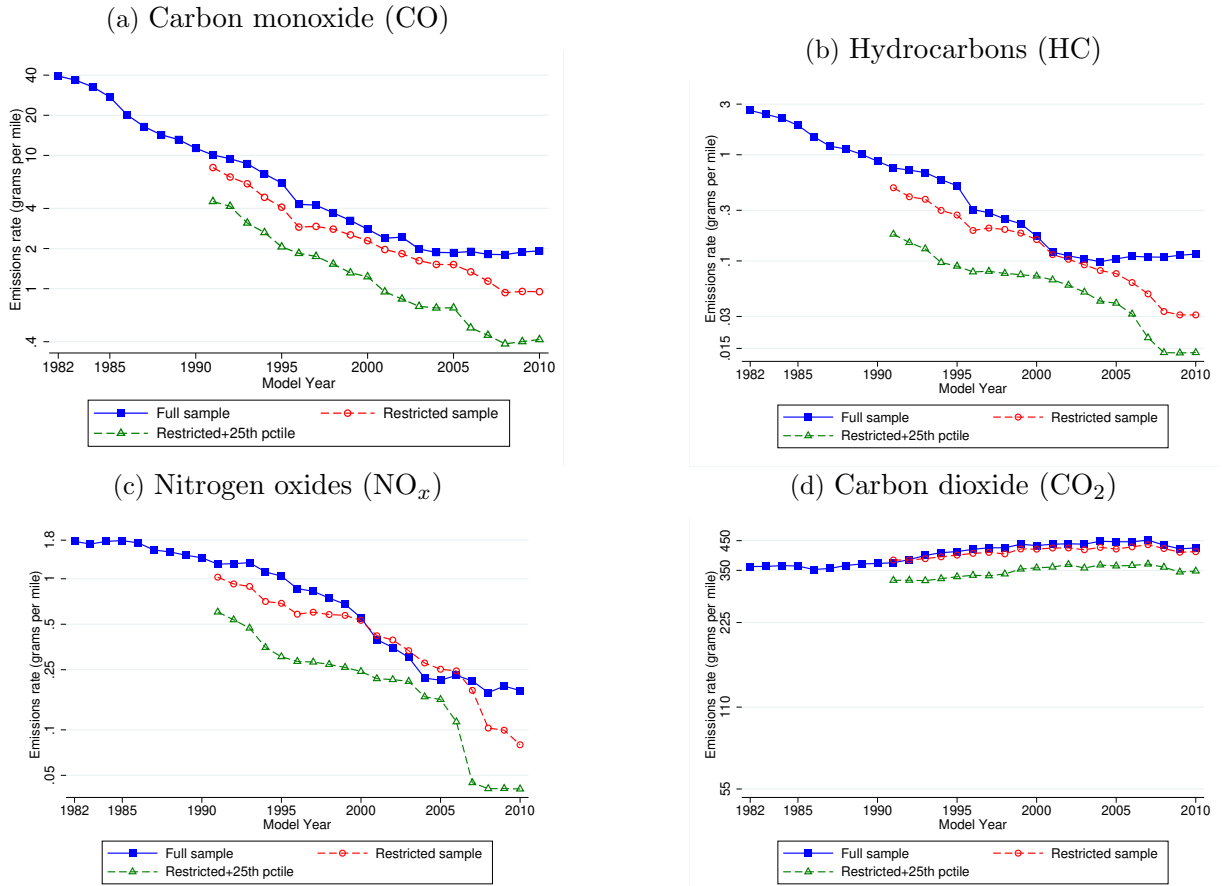 (a) Carbon monoxide (CO)
Emissions rate (grams per mile)
40
20
10
4
2
1
.4
1982 1985 1990 1995 2000 2005 2010
Model Year
Full sample Restricted sample
Restricted+25th pctile
(b) Hydrocarbons (HC)
Emissions rate (grams per mile)
3
1
.3
.1
.03
.015
1982 1985 1990 1995 2000 2005 2010
Model Year
Full sample Restricted sample
Restricted+25th pctile
(c) Nitrogen oxides (NOx)
Emissions rate (grams per mile)
1.8
1
.5
.25
.1
.05
1982 1985 1990 1995 2000 2005 2010
Model Year
Full sample Restricted sample
Restricted+25th pctile
(d) Carbon dioxide (CO2)
Emissions rate (grams per mile)
450
350
225
110
55
1982 1985 1990 1995 2000 2005 2010
Model Year
Full sample Restricted sample
Restricted+25th pctile